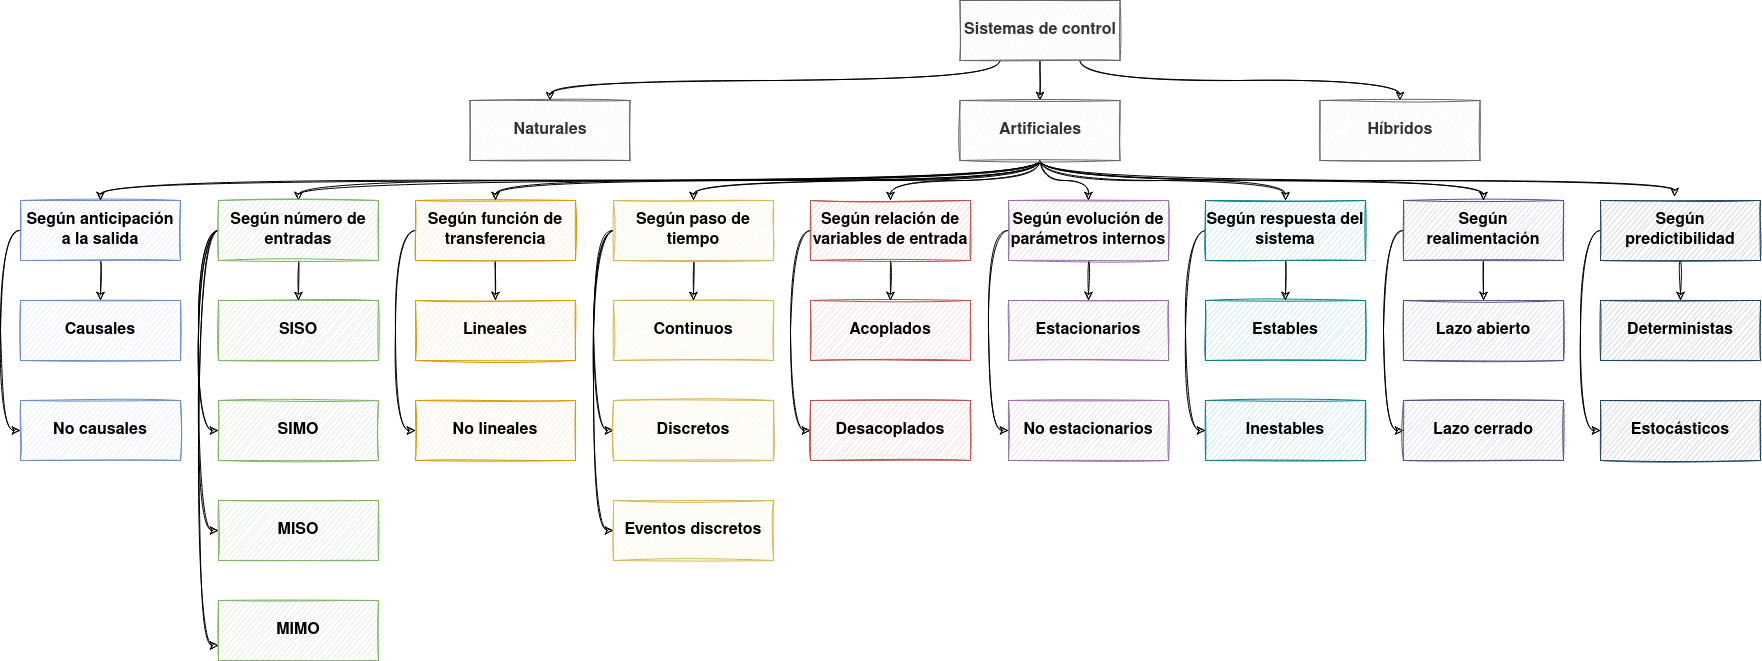 Sistemas de control
Naturales
Artificiales
Híbridos
Según anticipación
a la salida
Según número de
entradas
Según función de
transferencia
Según paso de
tiempo
Según relación de
variables de entrada
Según evolución de
parámetros internos
Según respuesta del
sistema
Según
realimentación
Según
predictibilidad
Causales
SISO
Lineales
Continuos
Acoplados
Estacionarios
Estables
Lazo abierto
Deterministas
No causales
SIMO
No lineales
Discretos
Desacoplados
No estacionarios
Inestables
Lazo cerrado
Estocásticos
MISO
Eventos discretos
MIMO